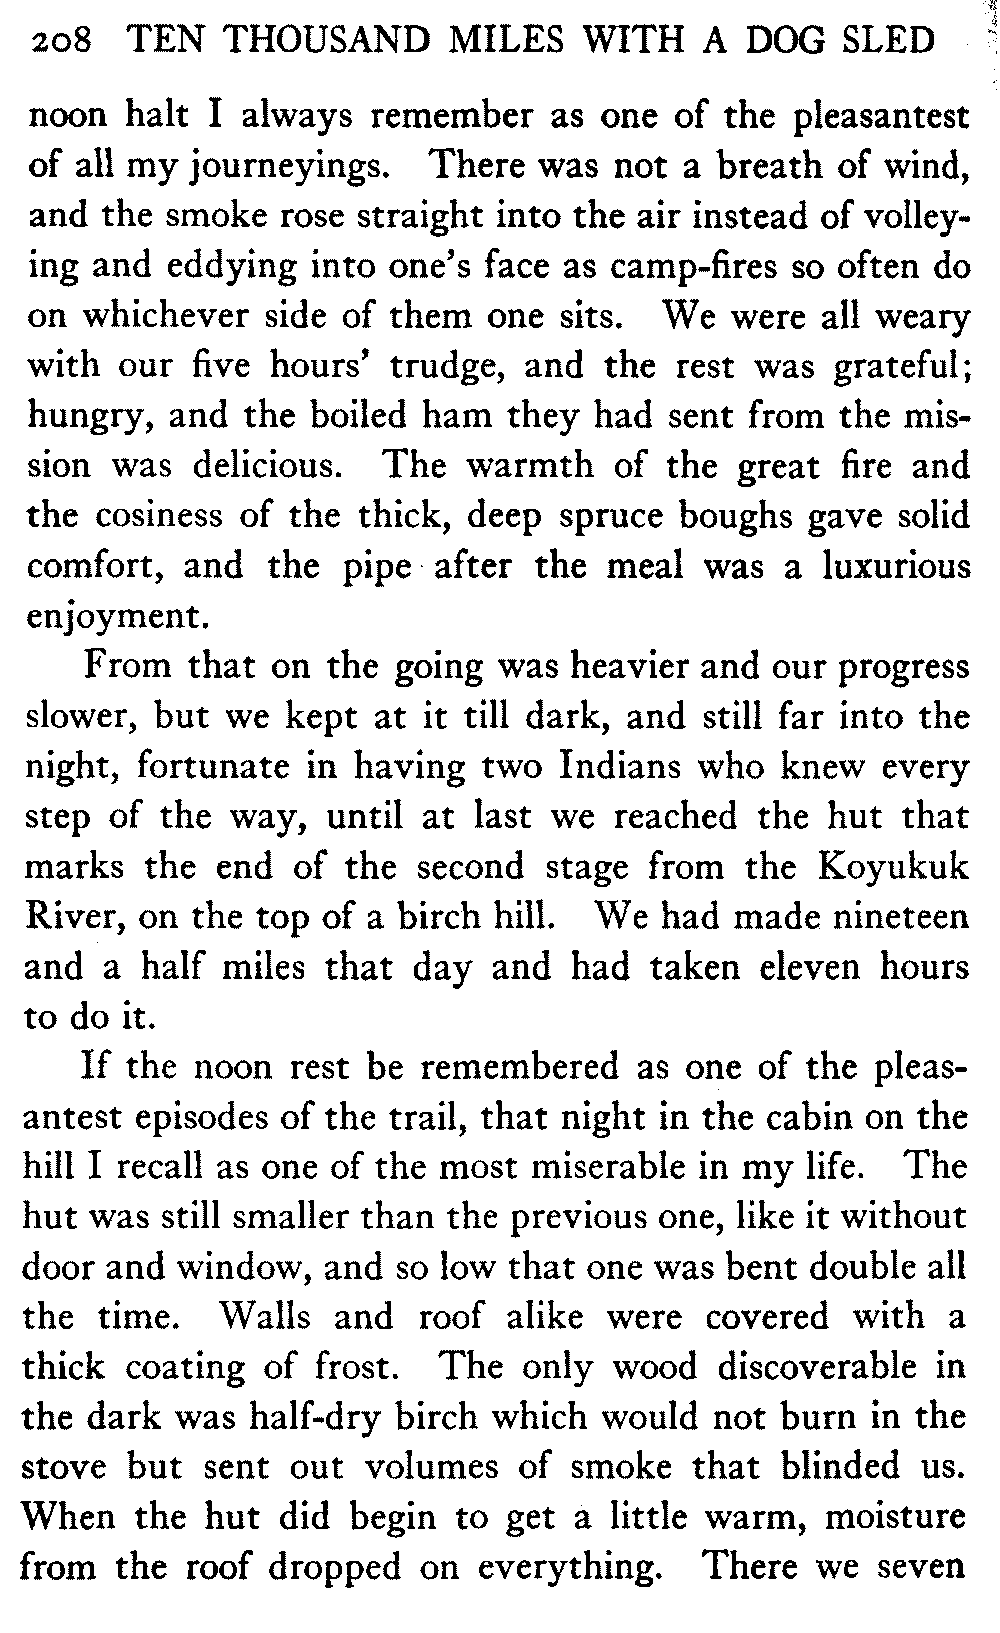 208 TEN THOUSAND MILES WITH A DOG SLED
noon halt I always remember as one of the pleasantest
of all my journeyings. There was not a breath of wind,
and the smoke rose straight into the air instead of volley-
ing and eddying into one's face as camp-fires so often do
on whichever side of them one sits. We were all weary
with our five hours' trudge, and the rest was grateful;
hungry, and the boiled ham they had sent from the mis-
sion was delicious. The warmth of the great fire and
the cosiness of the thick, deep spruce boughs gave solid
comfort, and the pipe after the meal was a luxurious
enjoyment.
From that on the going was heavier and our progress
slower, but we kept at it till dark, and still far into the
night, fortunate in having two Indians who knew every
step of the way, until at last we reached the hut that
marks the end of the second stage from the Koyukuk
River, on the top of a birch hill. We had made nineteen
and a half miles that day and had taken eleven hours
to do it.
If the noon rest be remembered as one of the pleas-
antest episodes of the trail, that night in the cabin on the
hill I recall as one of the most miserable in my life. The
hut was still smaller than the previous one, like it without
door and window, and so low that one was bent double all
the time. Walls and roof alike were covered with a
thick coating of frost. The only wood discoverable in
the dark was half-dry birch which would not burn in the
stove but sent out volumes of smoke that blinded us.
When the hut did begin to get a little warm, moisture
from the roof dropped on everything. There we seven